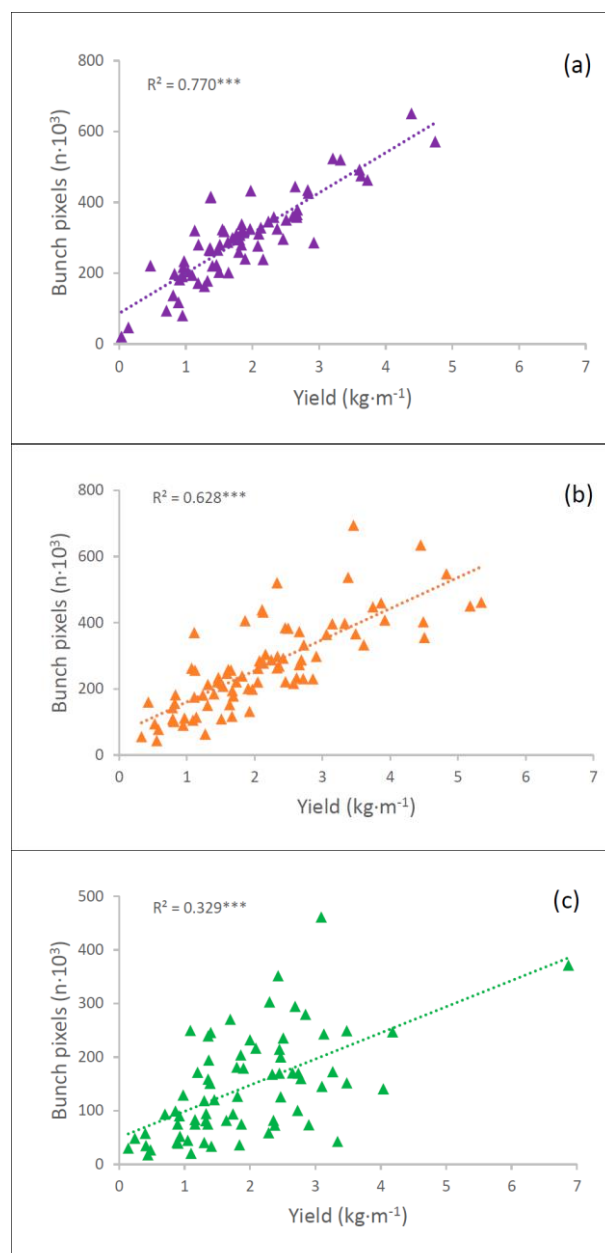 (a)
R² = 0.770***
Bunch pixels (n·10³)
800
600
400
200
0
0 1 2 3 4 5 6 7
Yield (kg·m⁻¹)
(b)
R² = 0.628***
Bunch pixels (n·10³)
800
600
400
200
0
0 1 2 3 4 5 6 7
Yield (kg·m⁻¹)
(c)
R² = 0.329***
Bunch pixels (n·10³)
500
400
300
200
100
0
0 1 2 3 4 5 6 7
Yield (kg·m⁻¹)